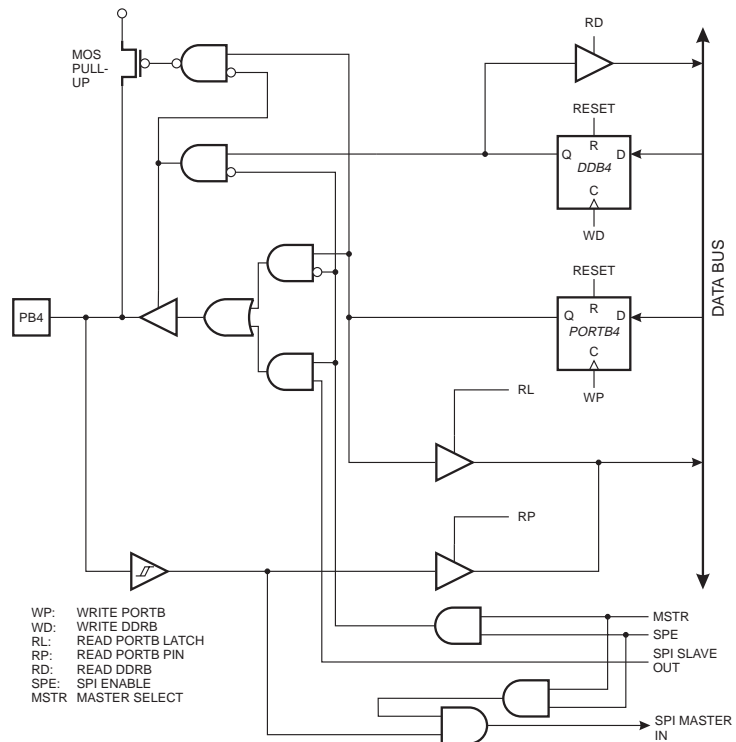 RD
MOS
PULL-
UP
RESET
R
Q
D
DDB4
C
WD
DATA BUS
RESET
R
Q
D
PORTB4
C
WP
PB4
RL
RP
WP: WRITE PORTB
WD: WRITE DDRB
RL: READ PORTB LATCH
RP: READ PORTB PIN
RD: READ DDRB
SPE: SPI ENABLE
MSTR MASTER SELECT
MSTR
SPE
SPI SLAVE
OUT
SPI MASTER
IN